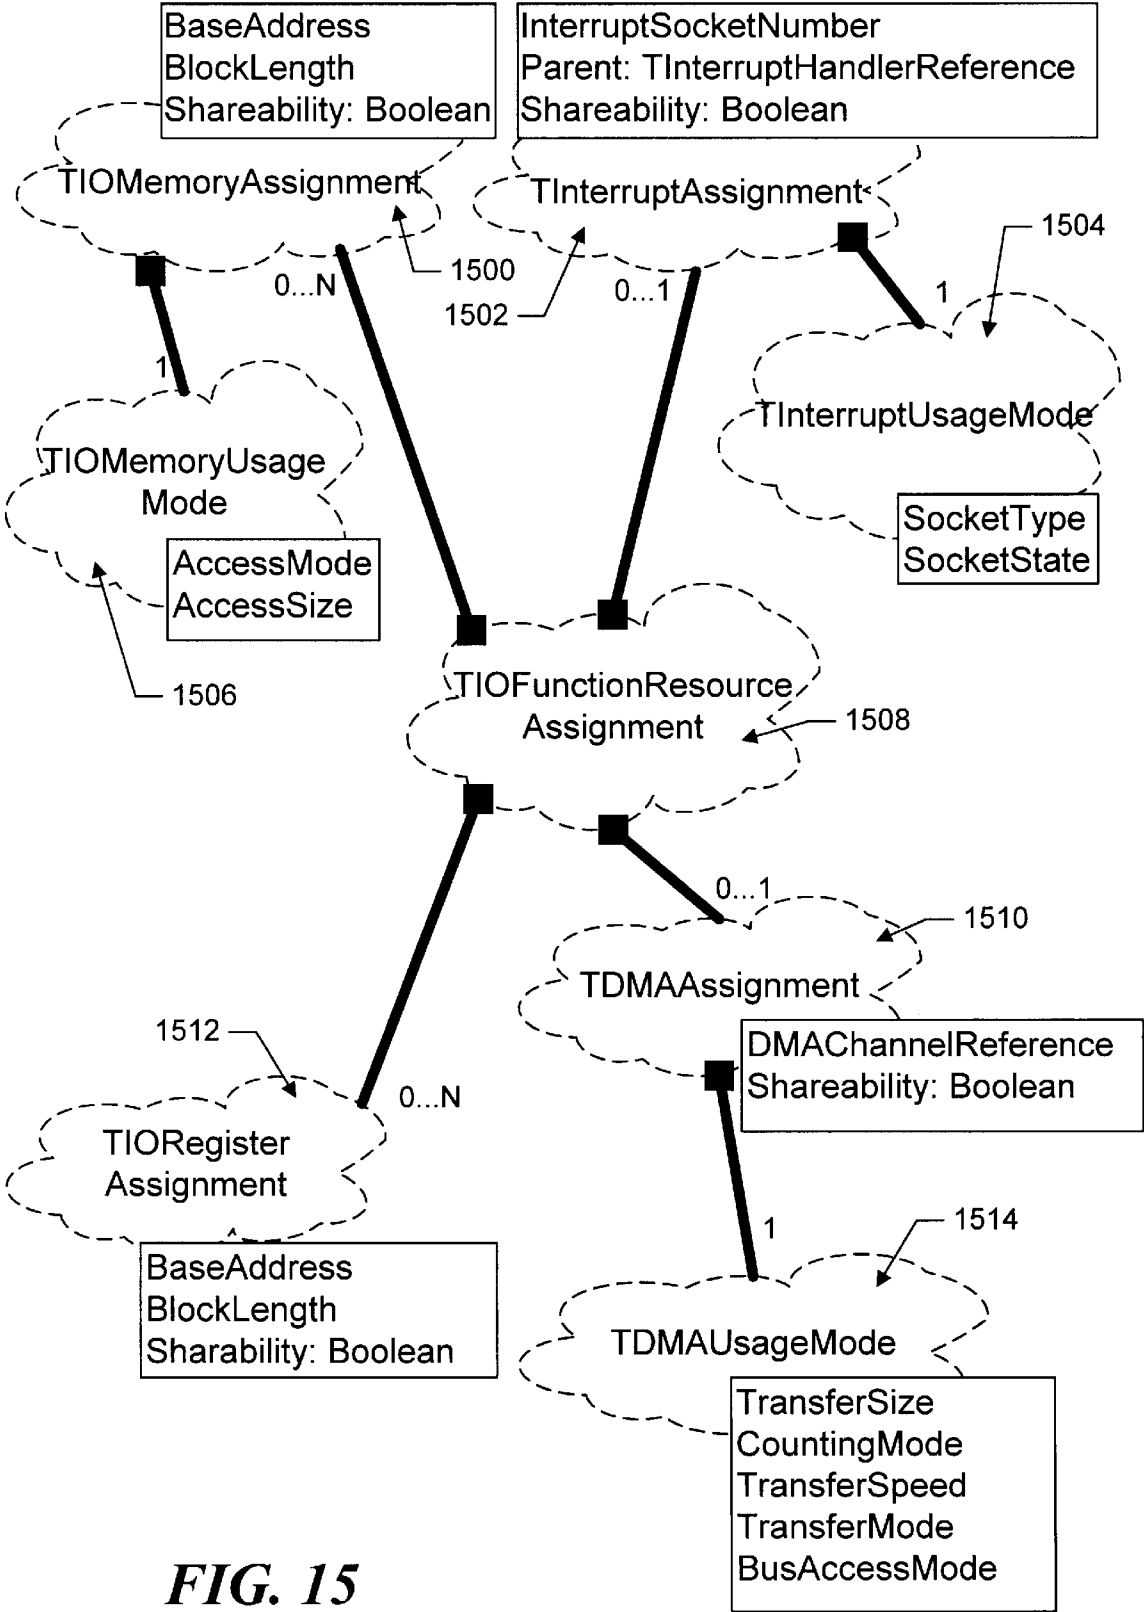 BaseAddress
BlockLength
Shareability: Boolean
InterruptSocketNumber
Parent: TInterruptHandlerReference
Shareability: Boolean
TIOMemoryAssignment
TInterruptAssignment
1504
1500
0...N
0...1
1502
1
1
TInterruptUsageMode
TIOMemoryUsage
Mode
SocketType
SocketState
AccessMode
AccessSize
1506
TIOFunctionResource
Assignment
1508
0...1
1510
TDMAAssignment
1512
DMAChannelReference
Shareability: Boolean
0...N
TIORegister
Assignment
1514
1
BaseAddress
BlockLength
Sharability: Boolean
TDMAUsageMode
TransferSize
CountingMode
TransferSpeed
TransferMode
BusAccessMode
FIG. 15